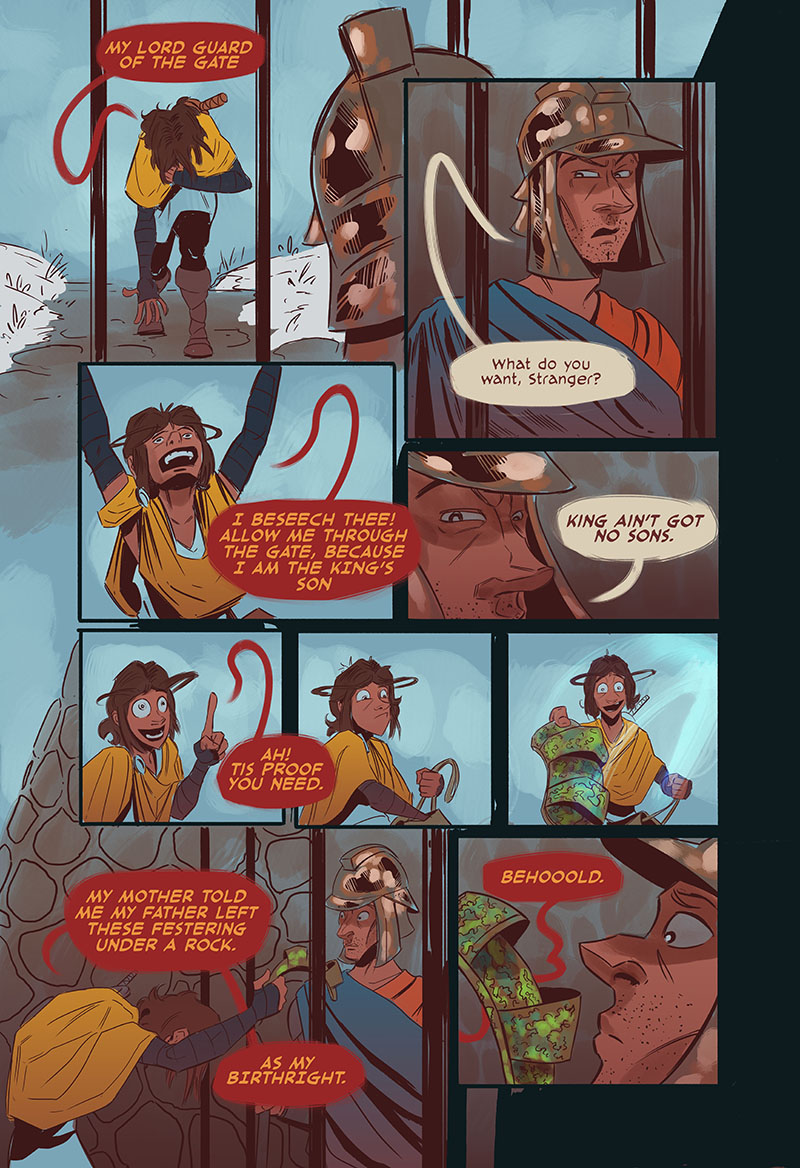 MY LORD GUARD
OF THE GATE
What do you
want, Stranger?
I BESEECH THEE!
ALLOW ME THROUGH
THE GATE, BECAUSE
I AM THE KING'S
SON
KING AIN'T GOT
NO SONS.
AH!
TIS PROOF
YOU NEED.
MY MOTHER TOLD
ME MY FATHER LEFT
THESE FESTERING
UNDER A ROCK.
AS MY
BIRTHRIGHT.
BEHOOOLD.